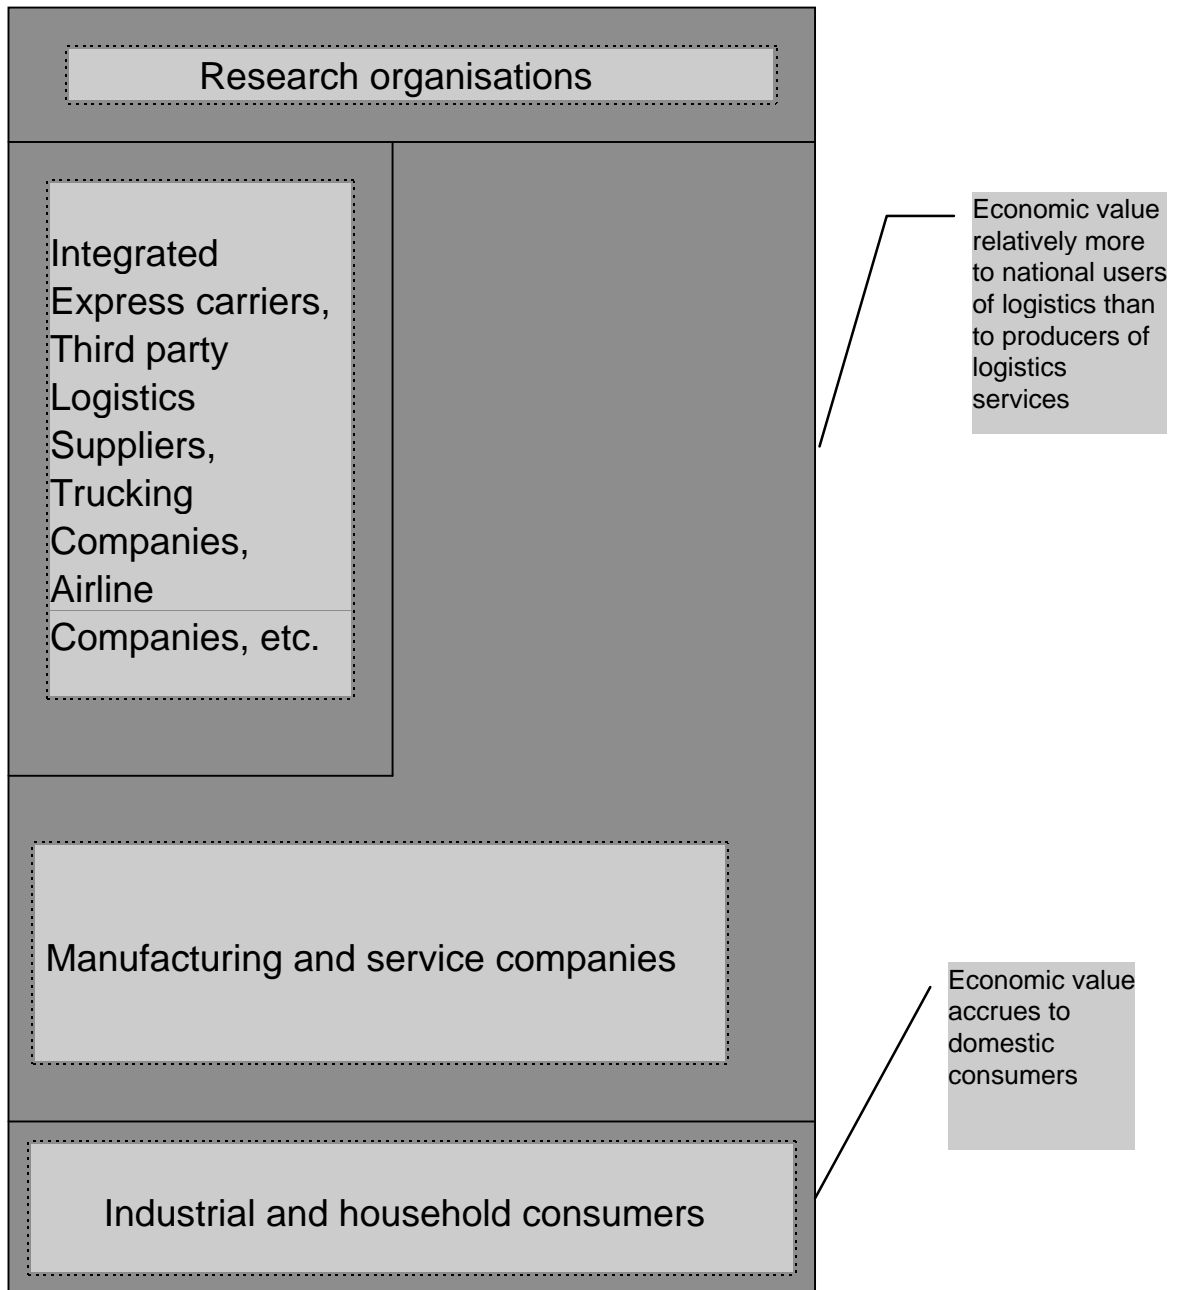 Research organisations
Integrated
Express carriers,
Third party
Logistics
Suppliers,
Trucking
Companies,
Airline
Companies, etc.
Economic value
relatively more
to national users
of logistics than
to producers of
logistics
services
Manufacturing and service companies
Economic value
accrues to
domestic
consumers
Industrial and household consumers